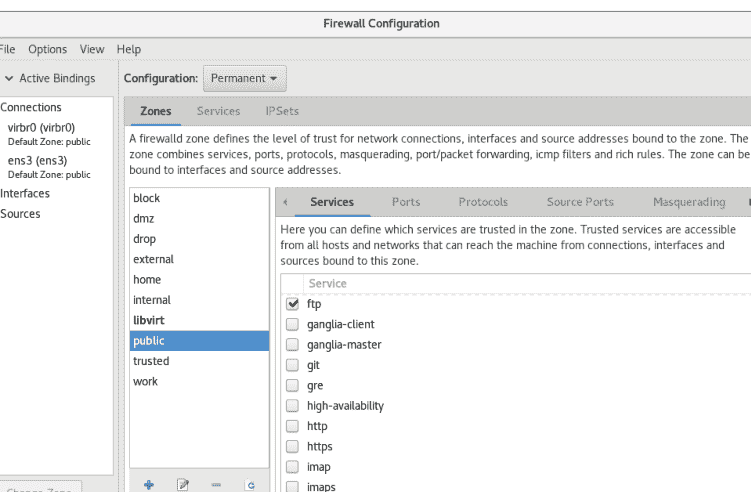 Firewall Configuration
File Options View Help
Active Bindings
Configuration: Permanent
Connections
virbr0 (virbr0)
Default Zone: public
ens3 (ens3)
Default Zone: public
Interfaces
Sources
Zones Services IPSets
A firewalld zone defines the level of trust for network connections, interfaces and source addresses bound to the zone. The
zone combines services, ports, protocols, masquerading, port/packet forwarding, icmp filters and rich rules. The zone can be
bound to interfaces and source addresses.
block
dmz
drop
external
home
internal
libvirt
public
trusted
work
Services Ports Protocols Source Ports Masquerading
Here you can define which services are trusted in the zone. Trusted services are accessible
from all hosts and networks that can reach the machine from connections, interfaces and
sources bound to this zone.
Service
ftp
ganglia-client
ganglia-master
git
gre
high-availability
http
https
imap
imaps
Change Zone